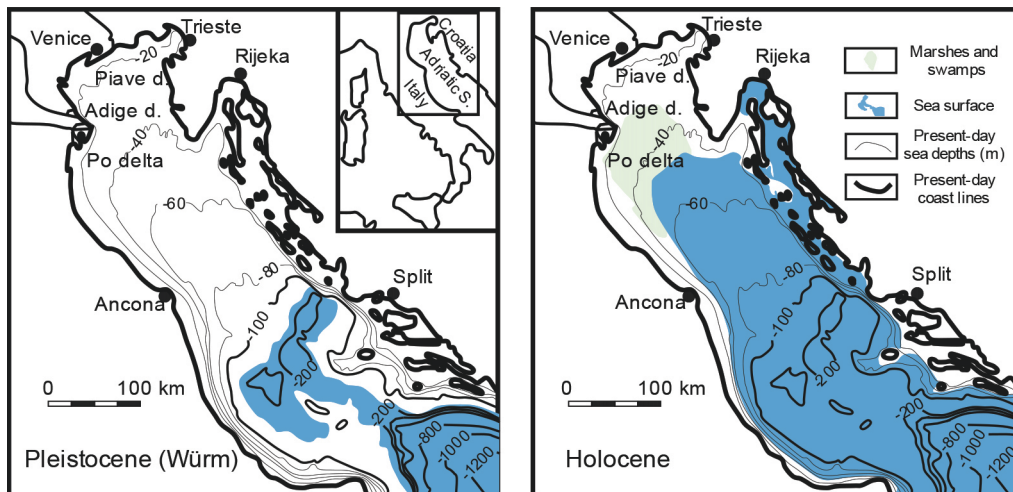 Venice
Trieste
-20
Rijeka
Piave d.
Adige d.
-40
Po delta
-60
-80
Ancona
Split
-100
-200
-200
0 100 km
-800
-1000
-1200
Pleistocene (Würm)
Croatia
Adriatic S.
Italy
Venice
Trieste
-20
Rijeka
Piave d.
Adige d.
-40
Po delta
-60
-80
Ancona
Split
-100
-200
-200
0 100 km
-800
-1000
-1200
Holocene
Marshes and
swamps
Sea surface
Present-day
sea depths (m)
Present-day
coast lines